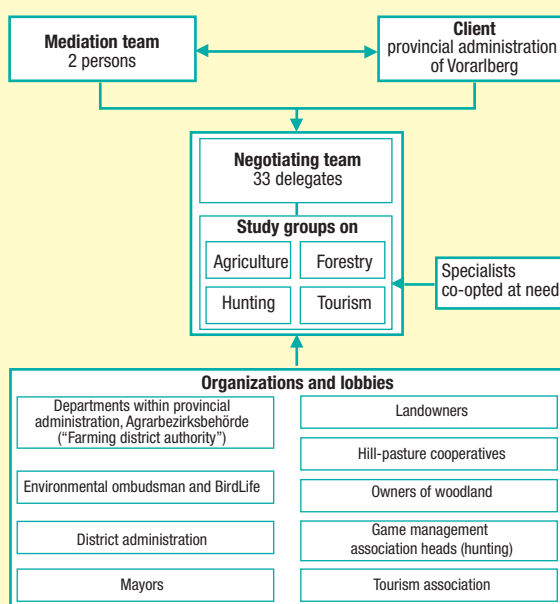 Mediation team
2 persons
Client
provincial administration
of Vorarlberg
Negotiating team
33 delegates
Study groups on
Agriculture
Forestry
Hunting
Tourism
Specialists
co-opted at need
Organizations and lobbies
Departments within provincial
administration, Agrarbezirksbehörde
(“Farming district authority”)
Environmental ombudsman and BirdLife
District administration
Mayors
Landowners
Hill-pasture cooperatives
Owners of woodland
Game management
association heads (hunting)
Tourism association